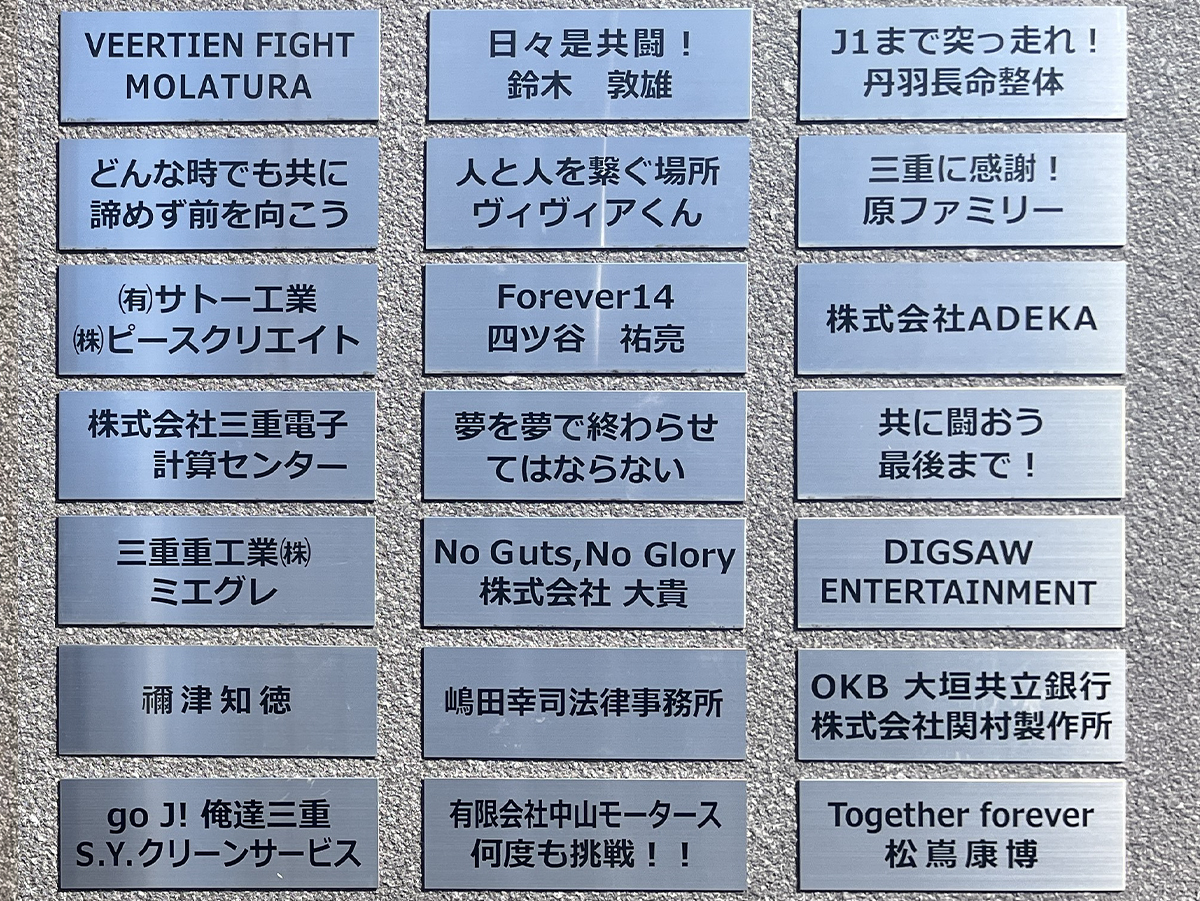 VEERTIEN FIGHT
MOLATURA
日々是共闘！
鈴木　敦雄
J1まで突っ走れ！
丹羽長命整体
どんな時でも共に
諦めず前を向こう
人と人を繋ぐ場所
ヴィヴィアくん
三重に感謝！
原ファミリー
㈲サトー工業
㈱ピースクリエイト
Forever14
四ツ谷　祐亮
株式会社ADEKA
株式会社三重電子
計算センター
夢を夢で終わらせ
てはならない
共に闘おう
最後まで！
三重重工業㈱
ミエグレ
No Guts,No Glory
株式会社 大貴
DIGSAW
ENTERTAINMENT
禰津知徳
嶋田幸司法律事務所
OKB 大垣共立銀行
株式会社関村製作所
go J! 俺達三重
S.Y.クリーンサービス
有限会社中山モータース
何度も挑戦！！
Together forever
松嶌康博